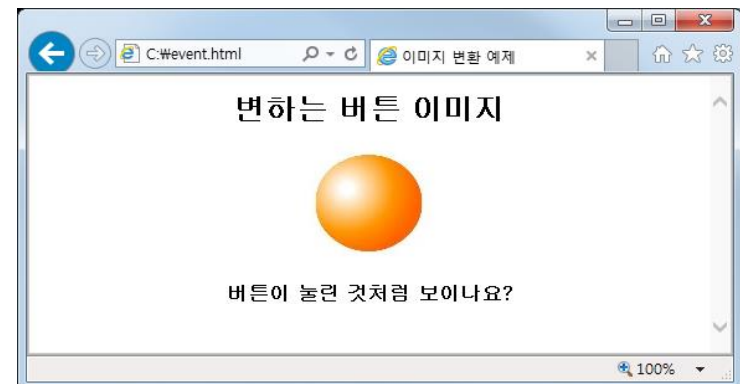 C:₩event.html
이미지 변환 예제
변하는 버튼 이미지
버튼이 눌린 것처럼 보이나요?
100%